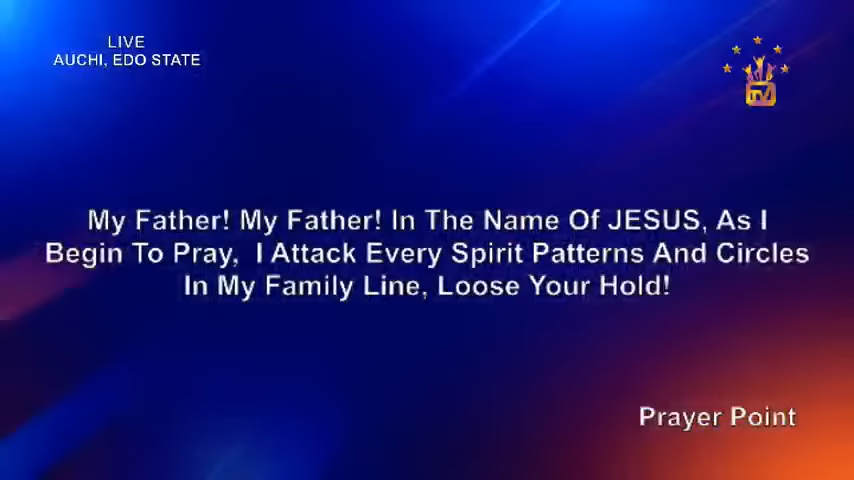 LIVE
AUCHI, EDO STATE
TV
My Father! My Father! In The Name Of JESUS, As I
Begin To Pray, I Attack Every Spirit Patterns And Circles
In My Family Line, Loose Your Hold!
Prayer Point